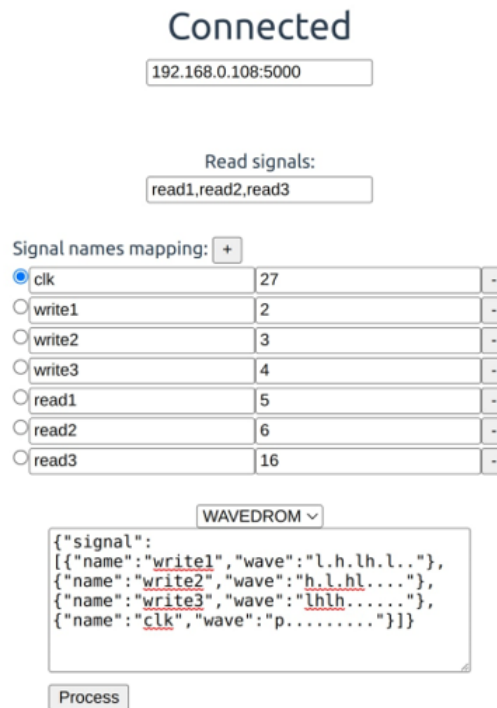 Connected
192.168.0.108:5000
Read signals:
read1,read2,read3
Signal names mapping: +
clk 27 -
write1 2 -
write2 3 -
write3 4 -
read1 5 -
read2 6 -
read3 16 -
WAVEDROM
{"signal":
[{"name":"write1","wave":"l.h.lh.l.."},
{"name":"write2","wave":"h.l.hl...."},
{"name":"write3","wave":"lhlh......"},
{"name":"clk","wave":"p........."}]}
Process